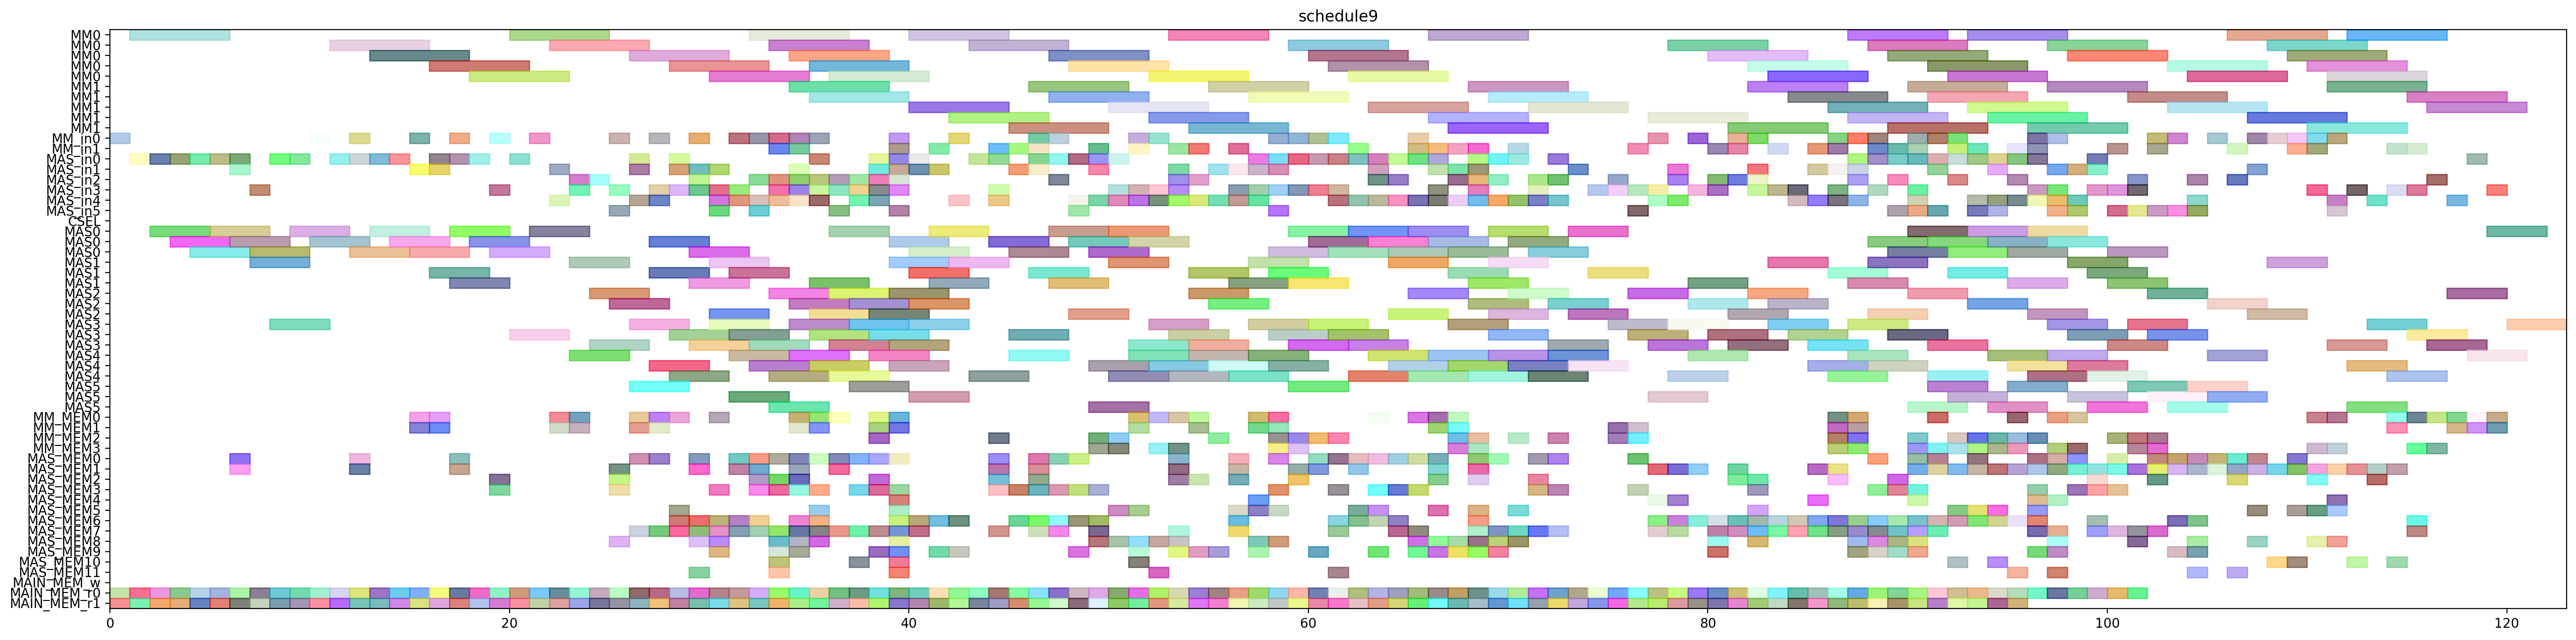 schedule9
MM0
MM0
MM0
MM0
MM0
MM1
MM1
MM1
MM1
MM1
MM_in0
MM_in1
MAS_in0
MAS_in1
MAS_in2
MAS_in3
MAS_in4
MAS_in5
CSEL
MAS0
MAS0
MAS0
MAS1
MAS1
MAS1
MAS2
MAS2
MAS2
MAS3
MAS3
MAS3
MAS4
MAS4
MAS4
MAS5
MAS5
MAS5
MM_MEM0
MM_MEM1
MM_MEM2
MM_MEM3
MAS_MEM0
MAS_MEM1
MAS_MEM2
MAS_MEM3
MAS_MEM4
MAS_MEM5
MAS_MEM6
MAS_MEM7
MAS_MEM8
MAS_MEM9
MAS_MEM10
MAS_MEM11
MAIN_MEM_w
MAIN_MEM_r0
MAIN_MEM_r1
0 20 40 60 80 100 120